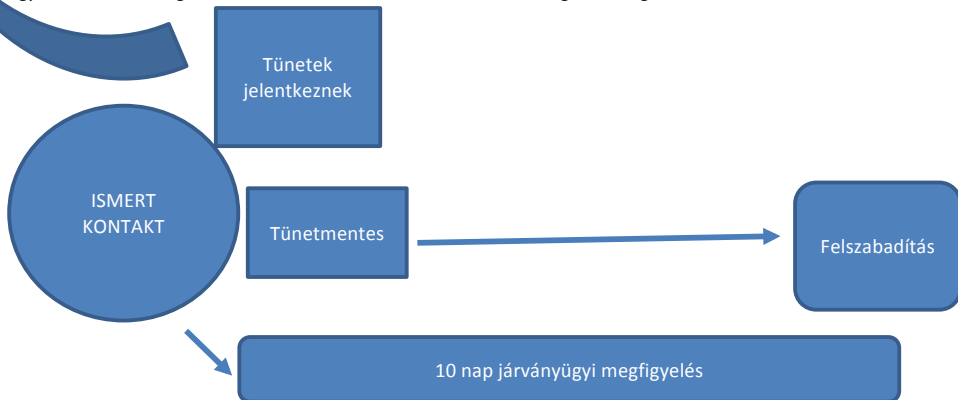 Tünetek
jelentkeznek
ISMERT
KONTAKT
Tünetmentes
Felszabadítás
10 nap járványügyi megfigyelés